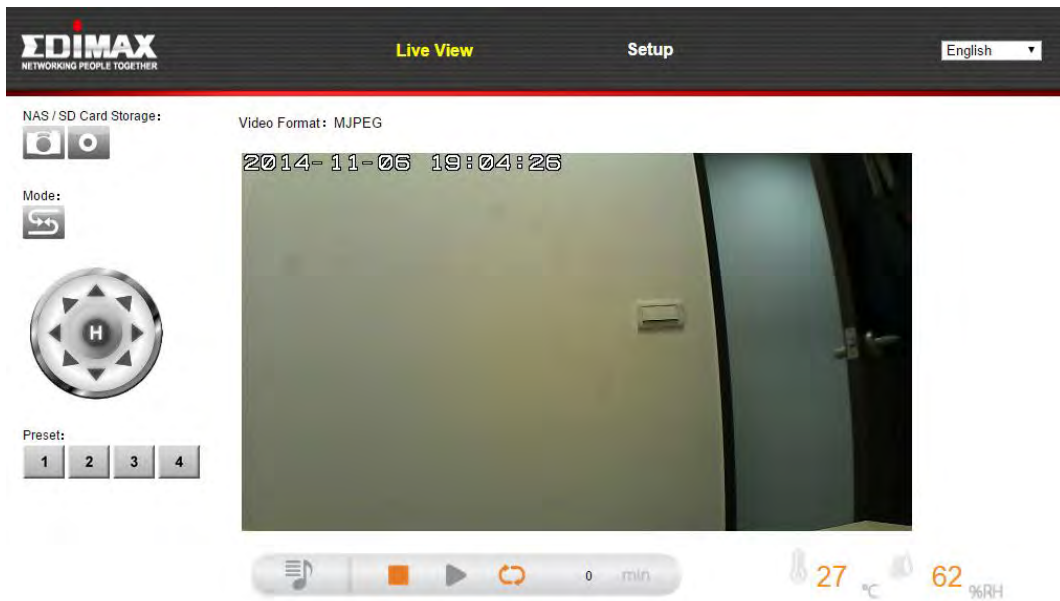 EDIMAX
NETWORKING PEOPLE TOGETHER
Live View
Setup
English
NAS / SD Card Storage:
Video Format: MJPEG
2014-11-06 19:04:26
Mode:
H
Preset:
1 2 3 4
0 min
27 °C
62 %RH